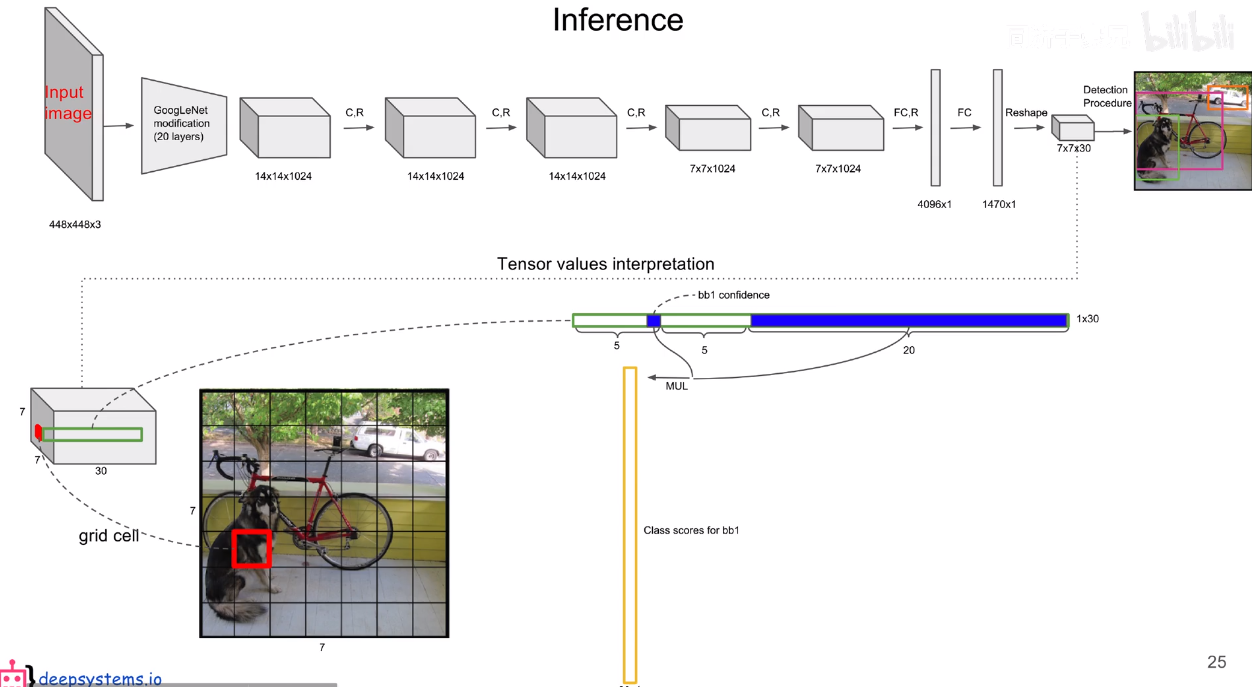 Inference
bilibili
Input
image
GoogLeNet
modification
(20 layers)
C,R
C,R
C,R
C,R
FC,R
FC
Reshape
Detection
Procedure
14x14x1024
14x14x1024
14x14x1024
7x7x1024
7x7x1024
7x7x30
4096x1
1470x1
448x448x3
Tensor values interpretation
bb1 confidence
1x30
5
5
20
MUL
7
7
30
grid cell
7
7
Class scores for bb1
25
deepsystems.io